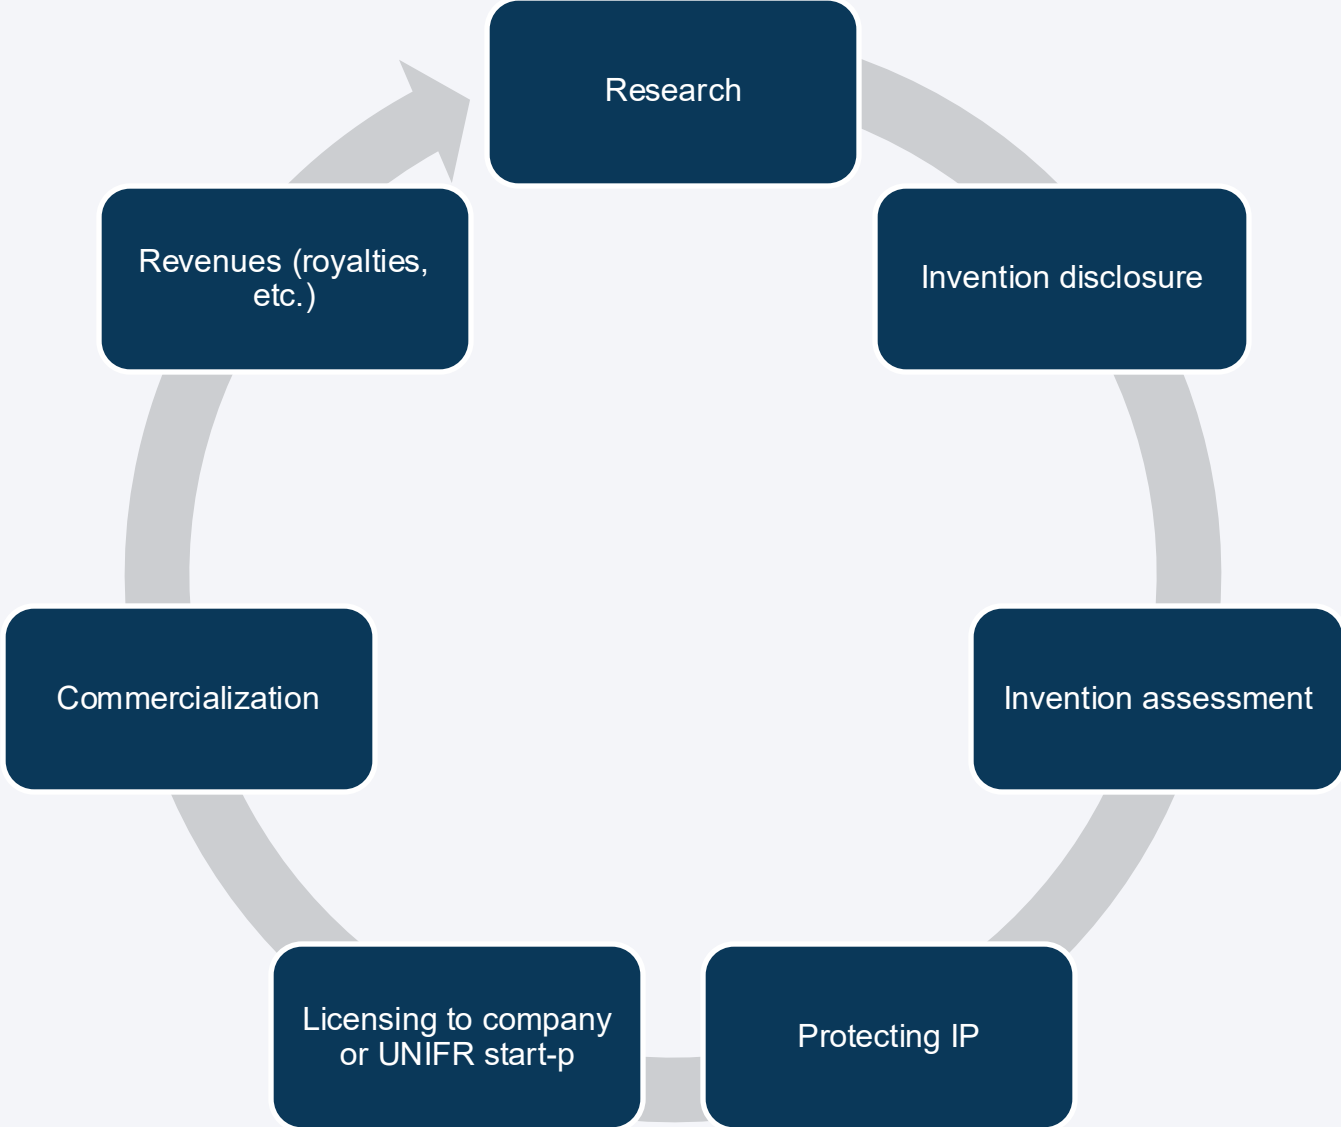 Research
Invention disclosure
Invention assessment
Protecting IP
Licensing to company
or UNIFR start-p
Commercialization
Revenues (royalties,
etc.)